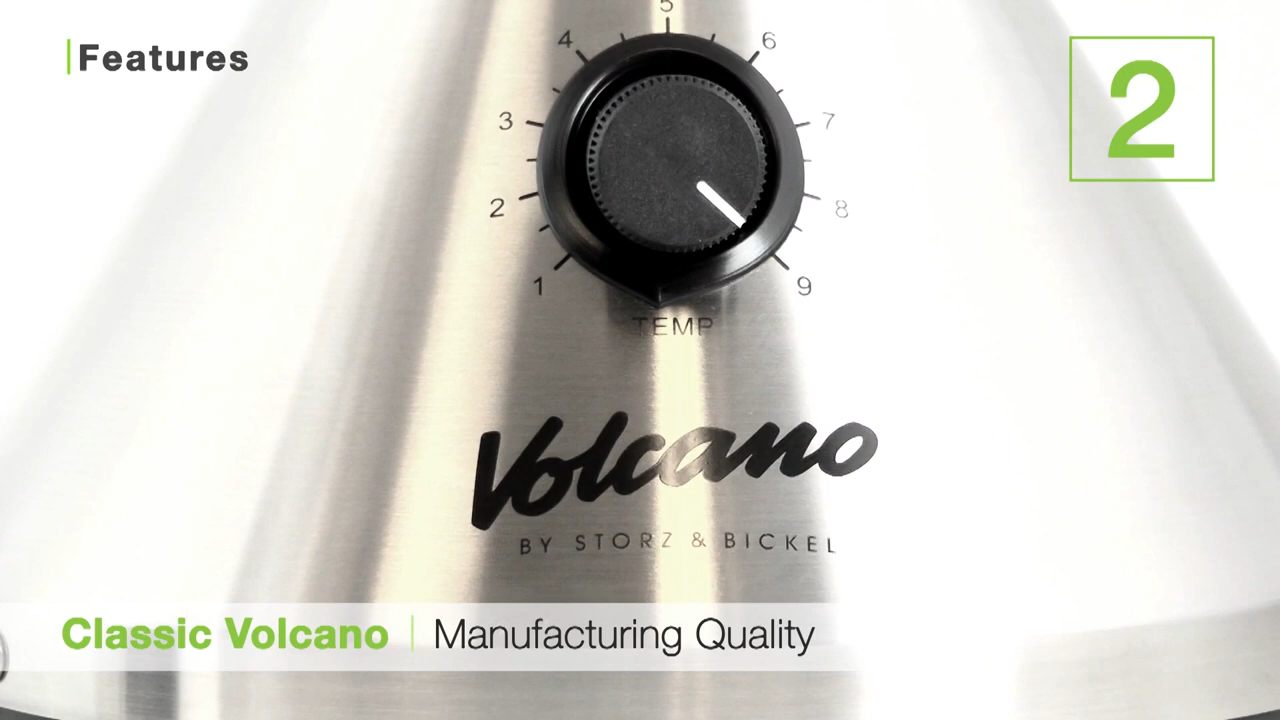 Features
2
5
4
6
3
7
2
8
1
9
TEMP
Volcano
BY STORZ & BICKEL
Classic Volcano | Manufacturing Quality